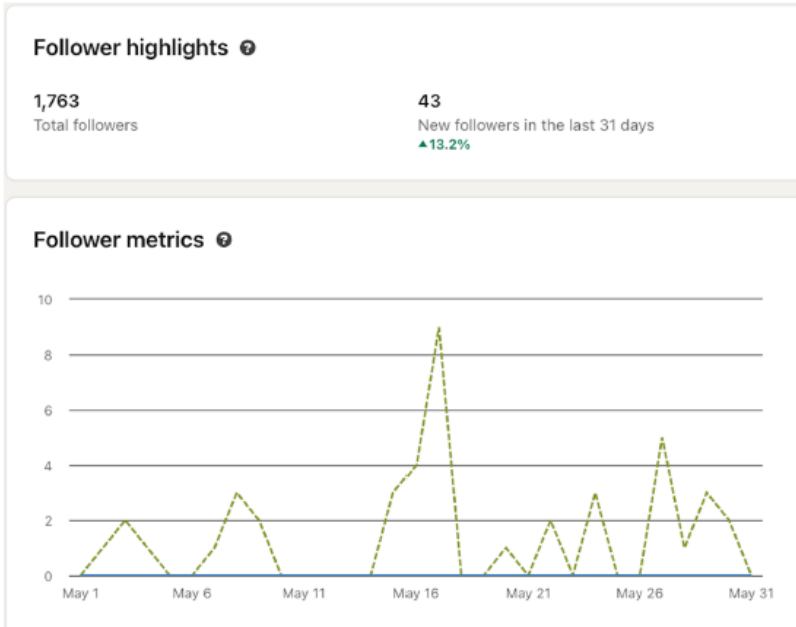 Follower highlights ?
1,763
Total followers
43
New followers in the last 31 days
▲13.2%
Follower metrics ?
10
8
6
4
2
0
May 1 May 6 May 11 May 16 May 21 May 26 May 31